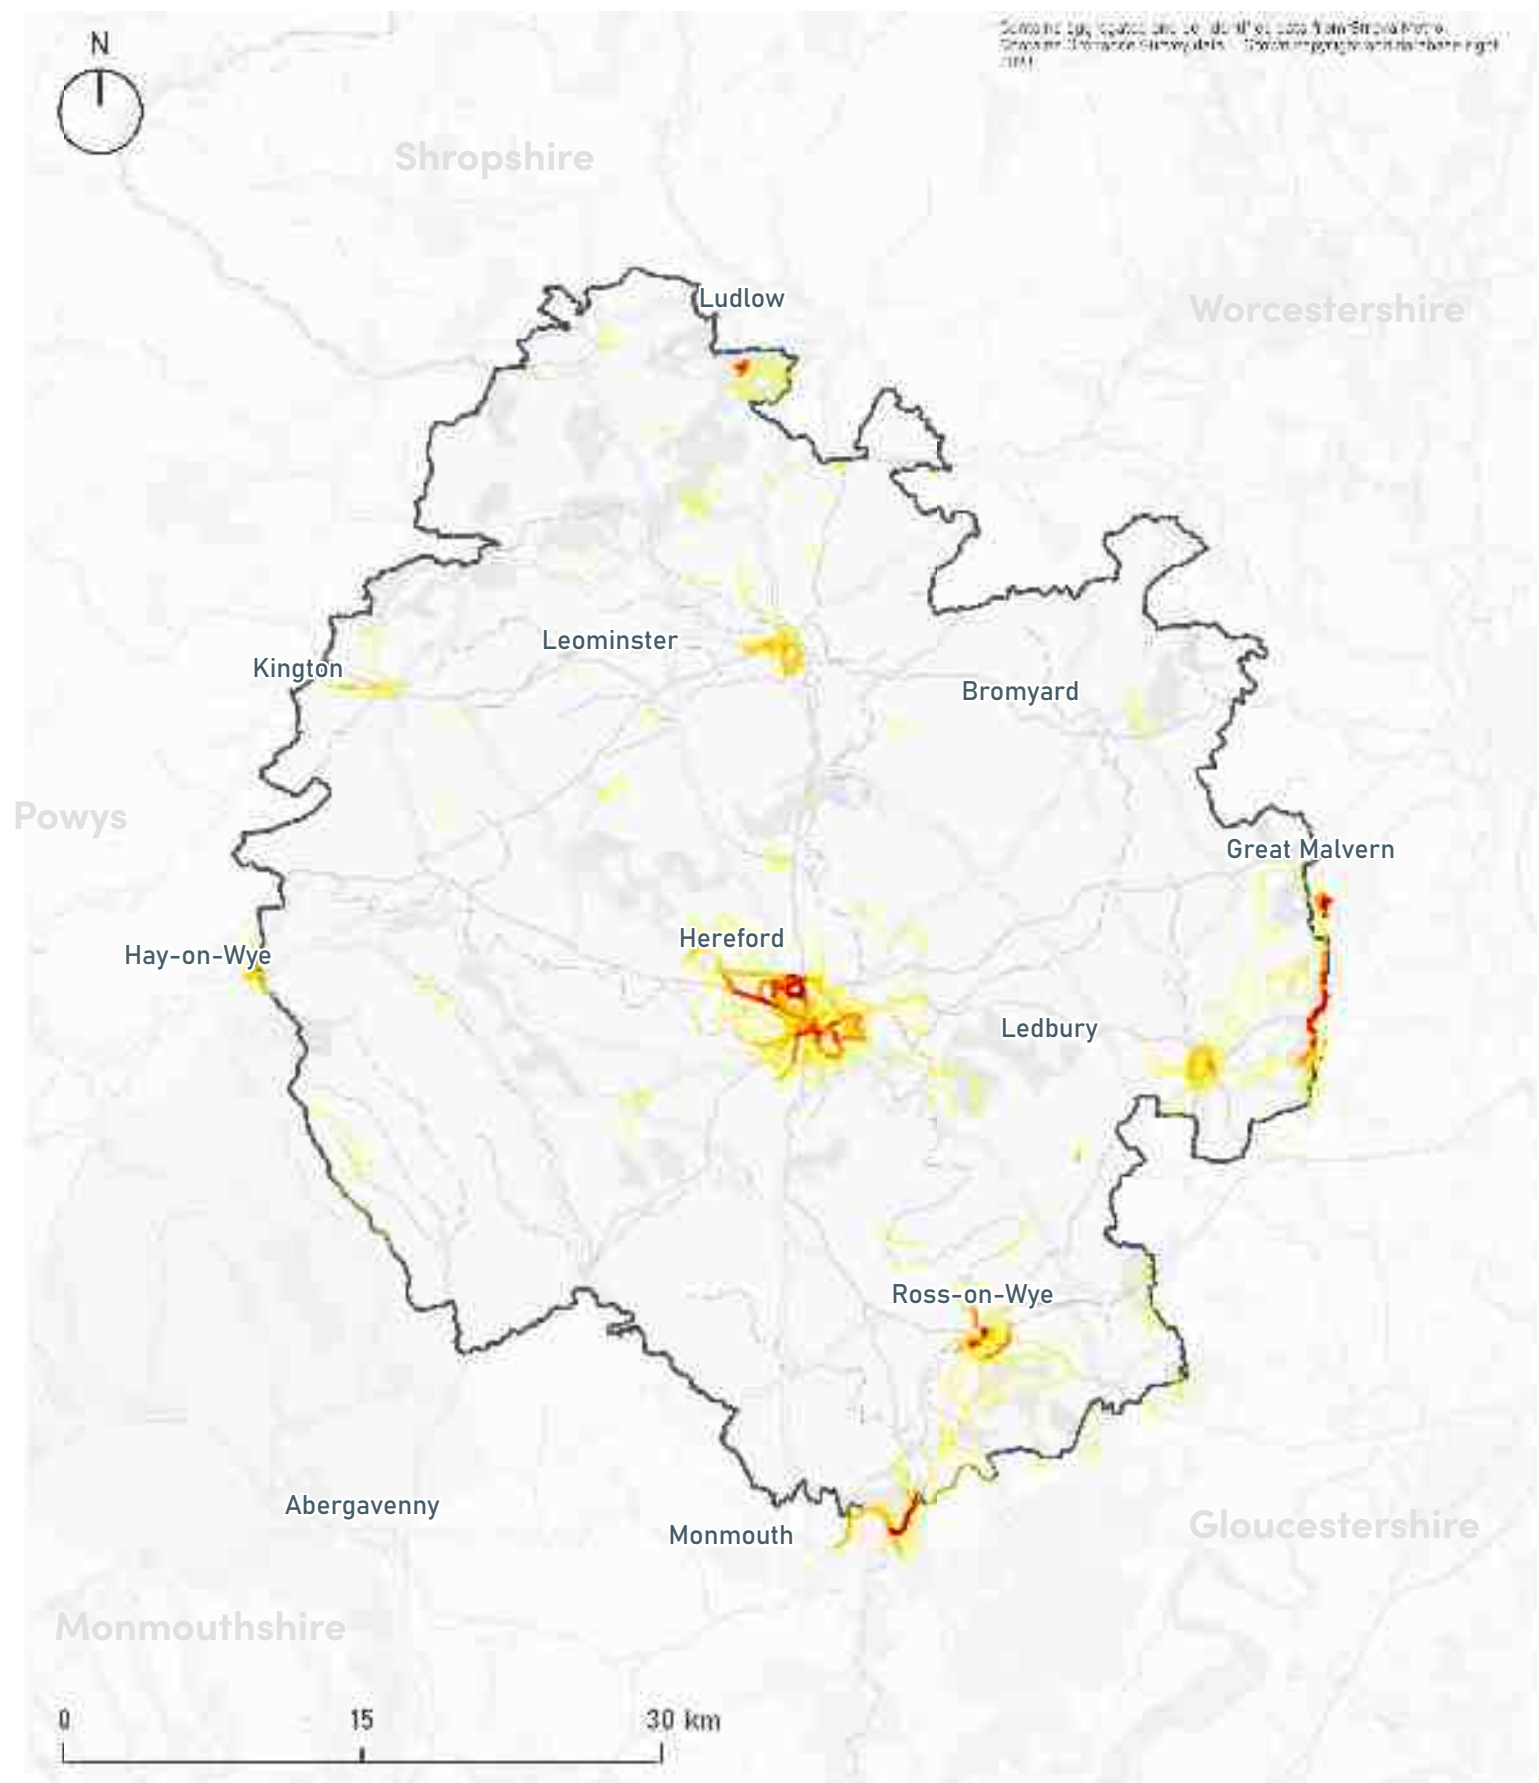 N
Shropshire
Ludlow
Worcestershire
Leominster
Kington
Bromyard
Powys
Great Malvern
Hereford
Hay-on-Wye
Ledbury
Ross-on-Wye
Abergavenny
Monmouth
Gloucestershire
Monmouthshire
0 15 30 km